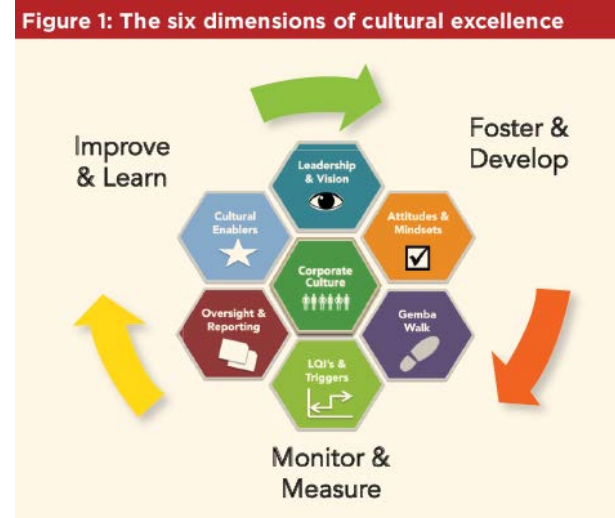 Figure 1: The six dimensions of cultural excellence
Improve
& Learn
Foster &
Develop
Leadership
& Vision
Cultural
Enablers
Attitudes &
Mindsets
Corporate
Culture
Oversight &
Reporting
Gemba
Walk
LQI's &
Triggers
Monitor &
Measure